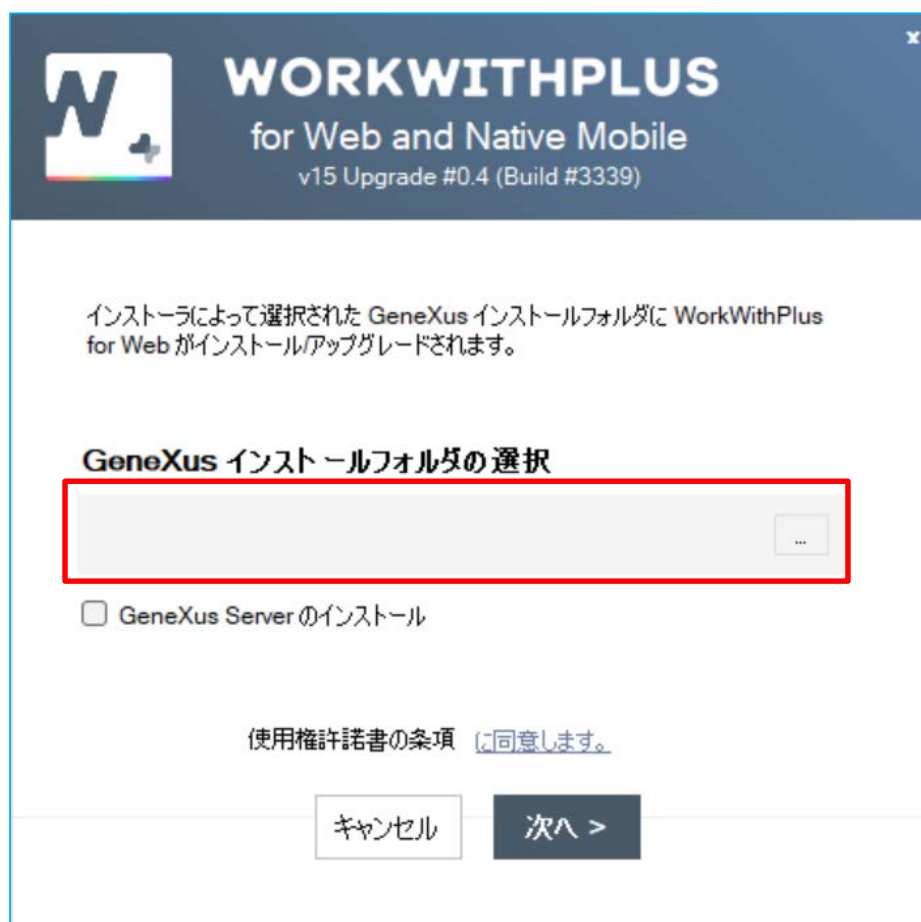 x
WORKWITHPLUS
for Web and Native Mobile
v15 Upgrade #0.4 (Build #3339)
インストーラによって選択された GeneXus インストールフォルダに WorkWithPlus
for Web がインストール/アップグレードされます。
GeneXus インストールフォルダの選択
...
GeneXus Server のインストール
使用権許諾書の条項 に同意します。
キャンセル 次へ >